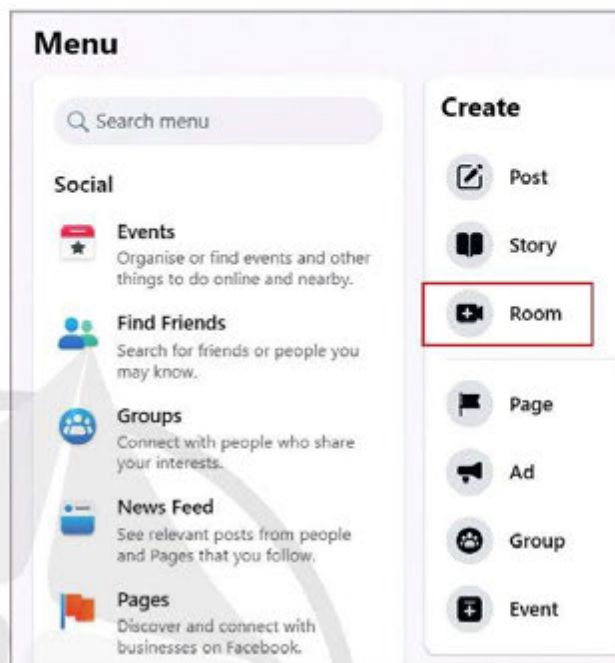 Menu
Search menu
Social
Events
Organise or find events and other
things to do online and nearby.
Find Friends
Search for friends or people you
may know.
Groups
Connect with people who share
your interests.
News Feed
See relevant posts from people
and Pages that you follow.
Pages
Discover and connect with
businesses on Facebook.
Create
Post
Story
Room
Page
Ad
Group
Event